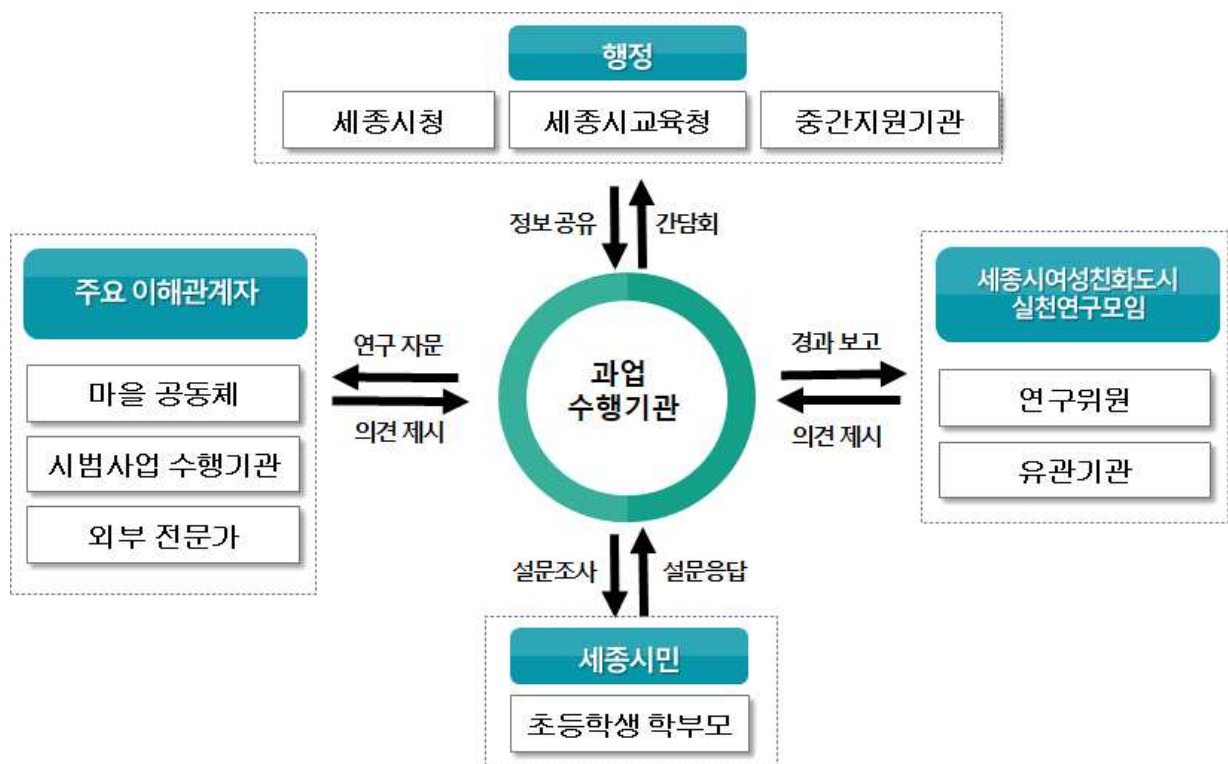 행정
세종시청
세종시교육청
중간지원기관
정보 공유
간담회
주요 이해관계자
마을 공동체
시범사업 수행기관
외부 전문가
연구 자문
의견 제시
과업
수행기관
경과 보고
의견 제시
세종시여성친화도시
실천연구모임
연구위원
유관기관
설문조사
설문응답
세종시민
초등학생 학부모